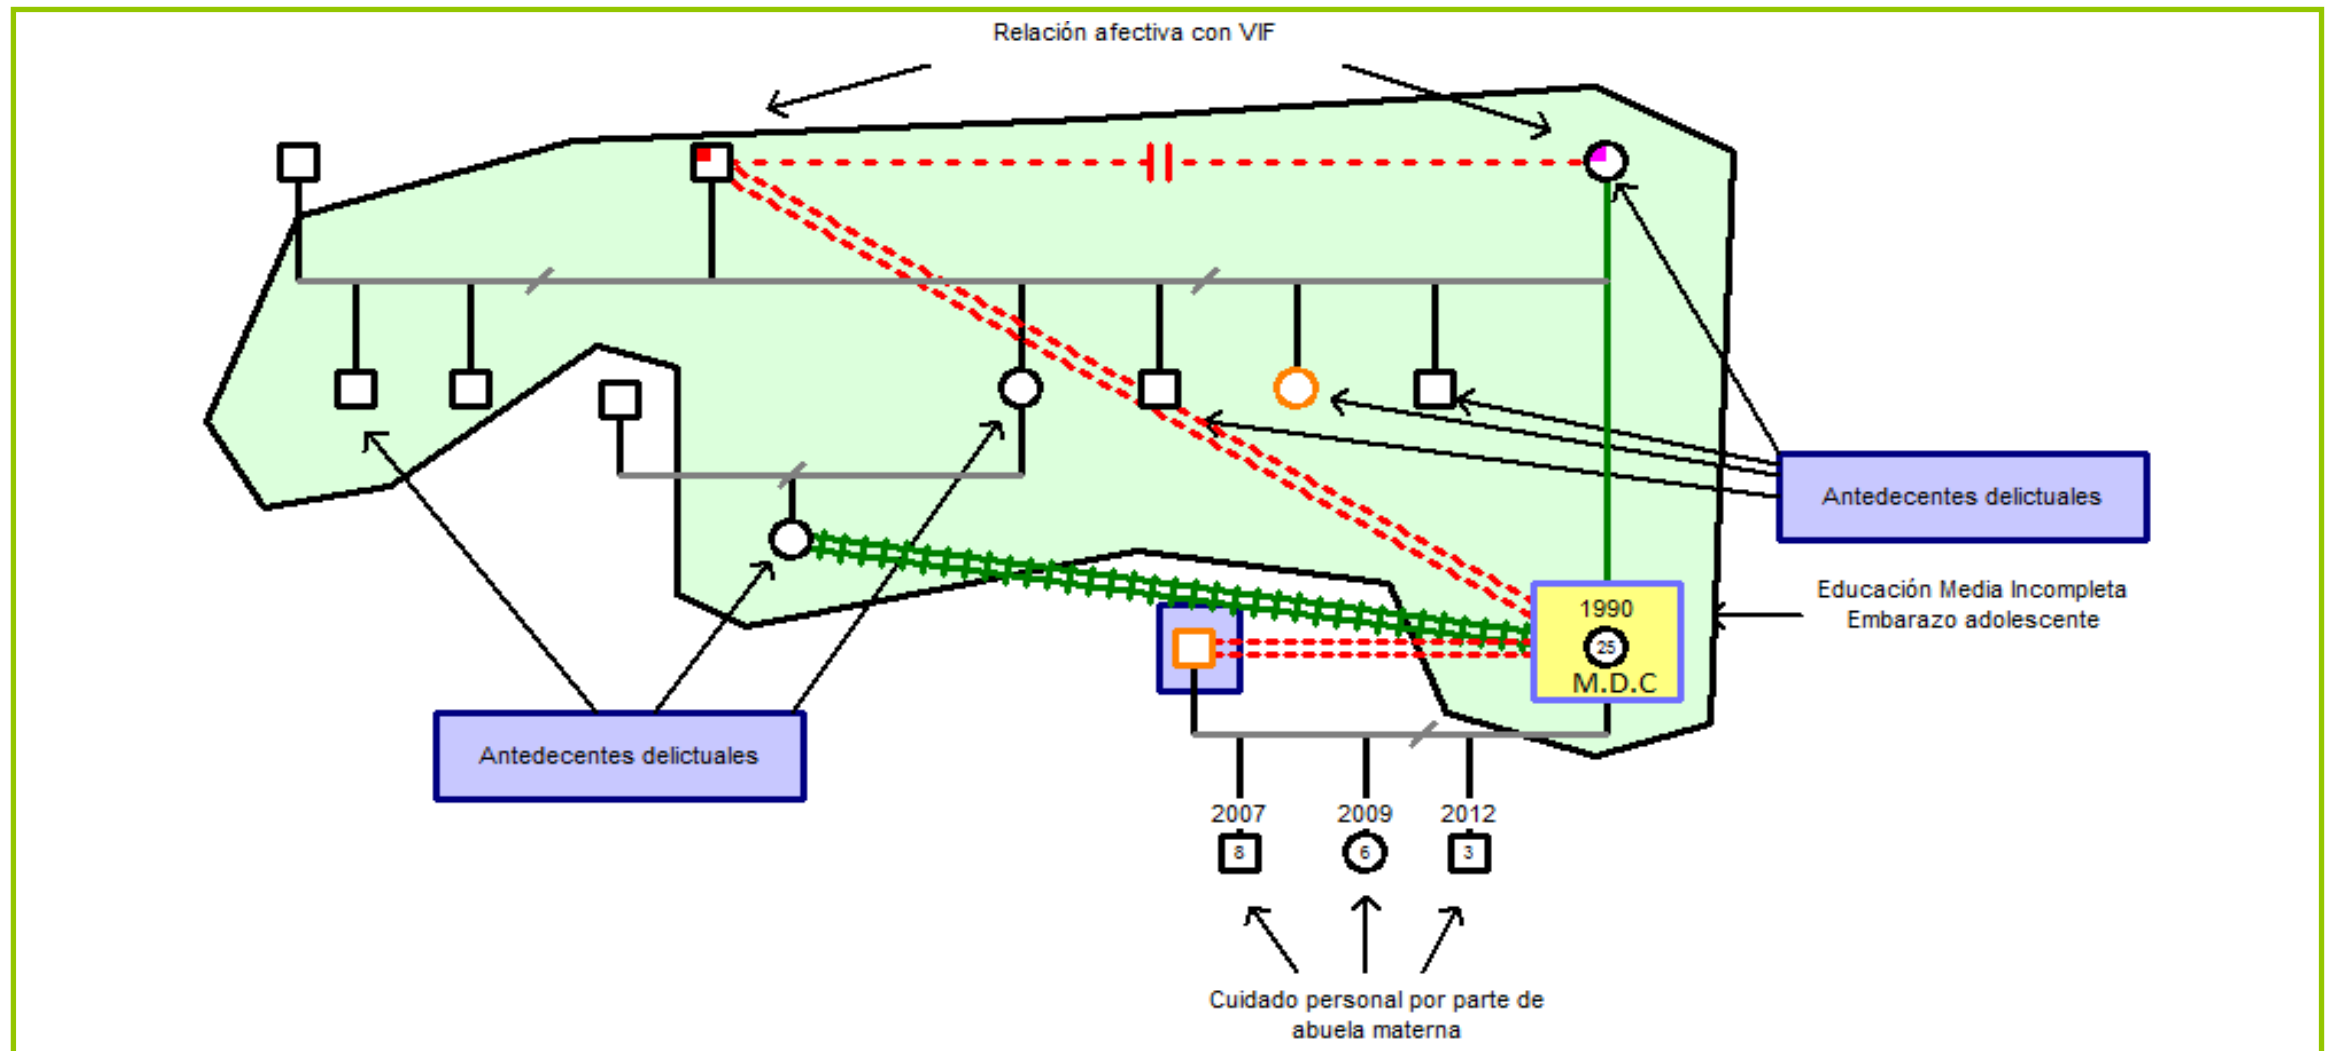 Relación afectiva con VIF
Antedecentes delictuales
Educación Media Incompleta
Embarazo adolescente
1990
25
M.D.C
Antedecentes delictuales
2007
2009
2012
8
6
3
Cuidado personal por parte de
abuela materna